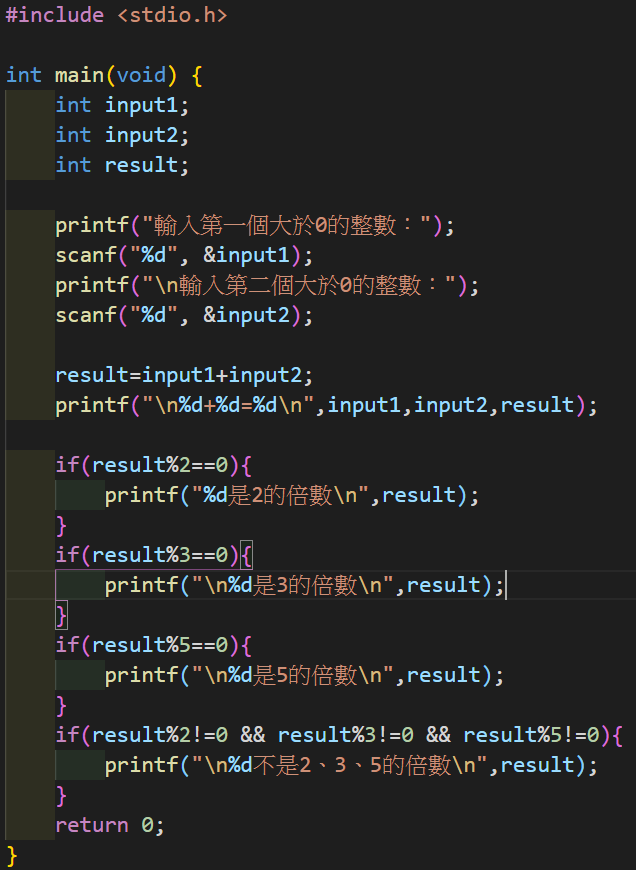 #include <stdio.h>
int main(void) {
int input1;
int input2;
int result;
printf("輸入第一個大於0的整數：");
scanf("%d", &input1);
printf("\n輸入第二個大於0的整數：");
scanf("%d", &input2);
result=input1+input2;
printf("\n%d+%d=%d\n",input1,input2,result);
if(result%2==0){
printf("%d是2的倍數\n",result);
}
if(result%3==0){
printf("\n%d是3的倍數\n",result);
}
if(result%5==0){
printf("\n%d是5的倍數\n",result);
}
if(result%2!=0 && result%3!=0 && result%5!=0){
printf("\n%d不是2、3、5的倍數\n",result);
}
return 0;
}